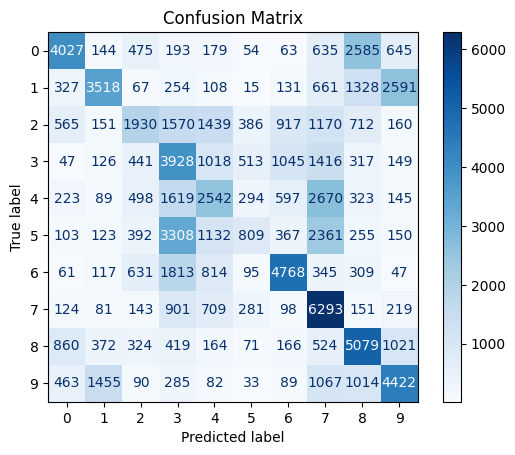 Confusion Matrix
0 4027 144 475 193 179 54 63 635 2585 645
1 327 3518 67 254 108 15 131 661 1328 2591
2 565 151 1930 1570 1439 386 917 1170 712 160
3 47 126 441 3928 1018 513 1045 1416 317 149
4 223 89 498 1619 2542 294 597 2670 323 145
5 103 123 392 3308 1132 809 367 2361 255 150
6 61 117 631 1813 814 95 4768 345 309 47
7 124 81 143 901 709 281 98 6293 151 219
8 860 372 324 419 164 71 166 524 5079 1021
9 463 1455 90 285 82 33 89 1067 1014 4422
0 1 2 3 4 5 6 7 8 9
Predicted label
True label
6000
5000
4000
3000
2000
1000